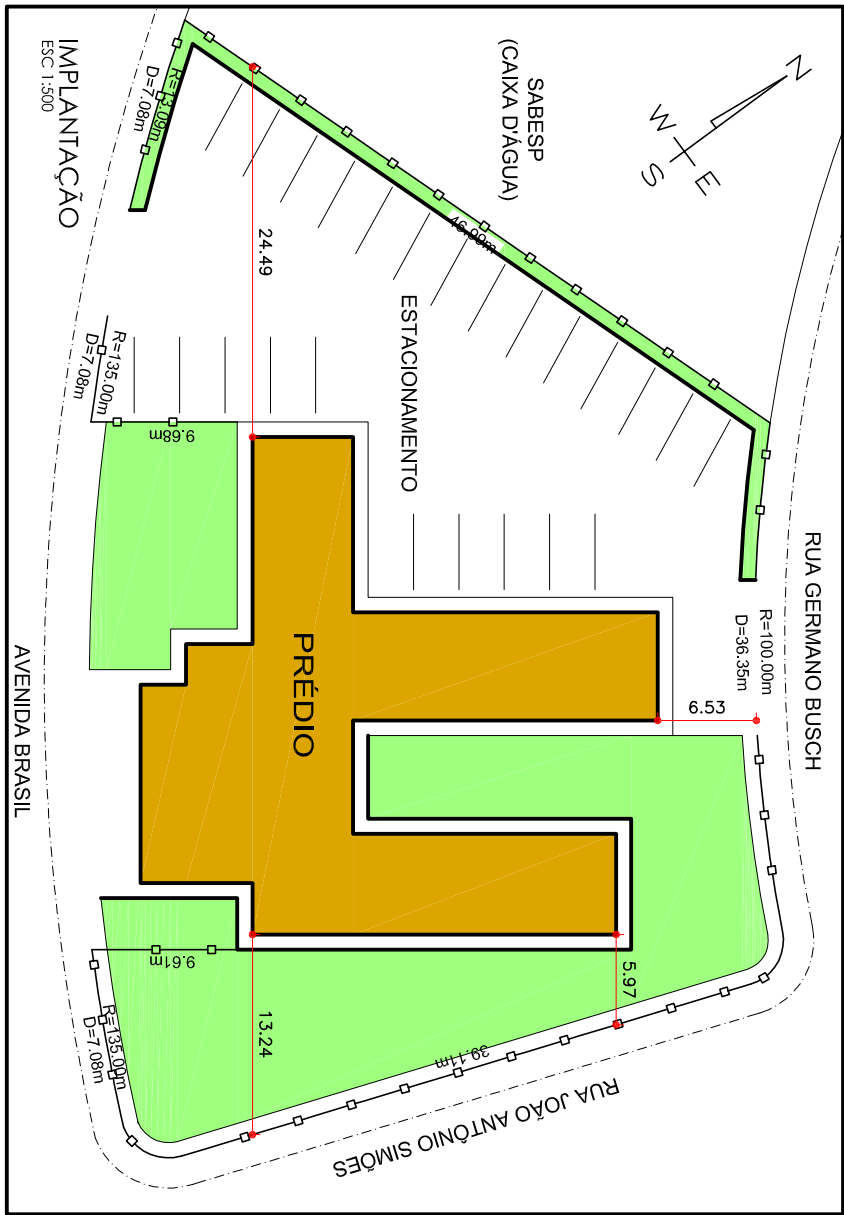 IMPLANTAÇÃO
ESC 1:500
R=13.09m
D=7.08m
SABESP
(CAIXA D'ÁGUA)
N
W
E
S
46.99m
24.49
ESTACIONAMENTO
R=135.00m
D=7.08m
9.68m
RUA GERMANO BUSCH
R=100.00m
D=36.35m
6.53
PRÉDIO
AVENIDA BRASIL
9.61m
5.97
13.24
R=135.00m
D=7.08m
39.11m
RUA JOÃO ANTÔNIO SIMÕES